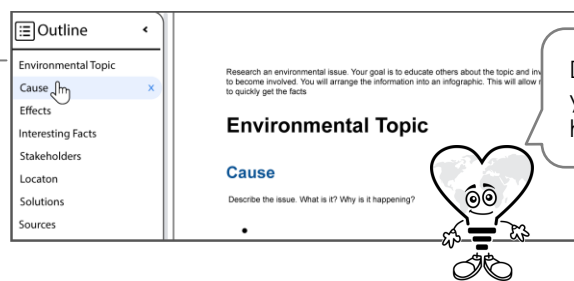 Outline
Environmental Topic
Cause x
Effects
Interesting Facts
Stakeholders
Locaton
Solutions
Sources
Research an environmental issue. Your goal is to educate others about the topic and
to become involved. You will arrange the information into an infographic. This will allow
to quickly get the facts
Environmental Topic
Cause
Describe the issue. What is it? Why is it happening?